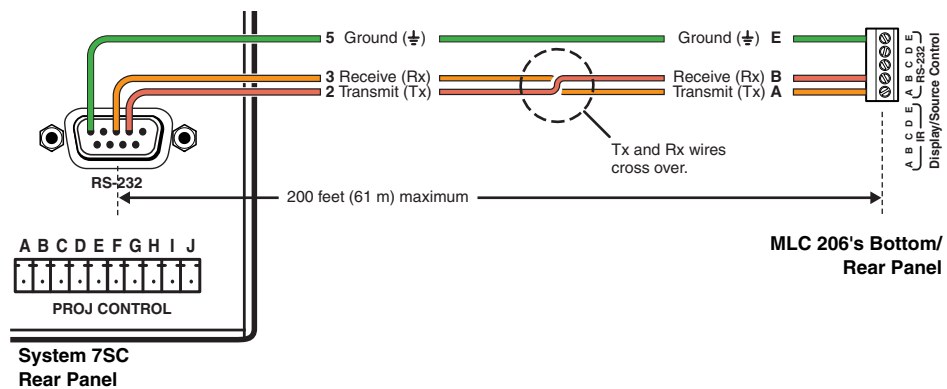 5 Ground (⏚) Ground (⏚) E
3 Receive (Rx) Receive (Rx) B
2 Transmit (Tx) Transmit (Tx) A
A B C D E
RS-232
A B C D E
IR
Display/Source Control
Tx and Rx wires
cross over.
RS-232
200 feet (61 m) maximum
A B C D E F G H I J
PROJ CONTROL
MLC 206's Bottom/
Rear Panel
System 7SC
Rear Panel